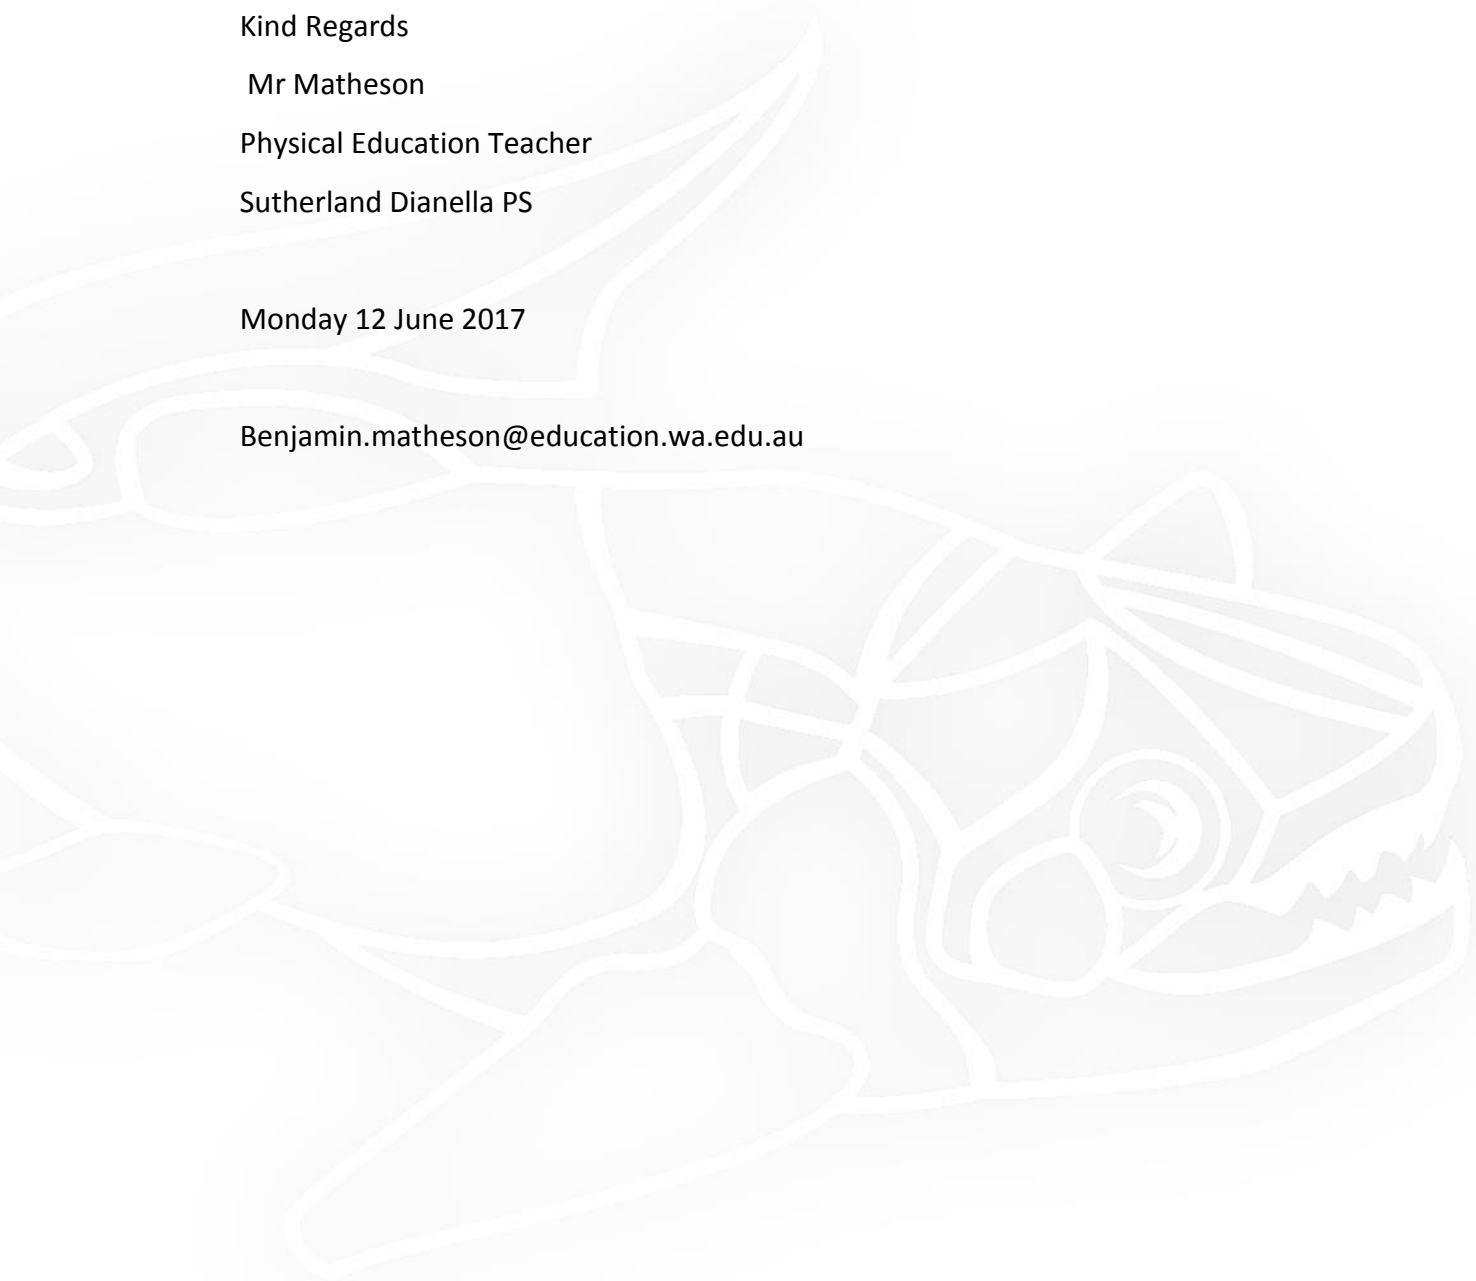 Kind Regards
Mr Matheson
Physical Education Teacher
Sutherland Dianella PS
Monday 12 June 2017
Benjamin.matheson@education.wa.edu.au